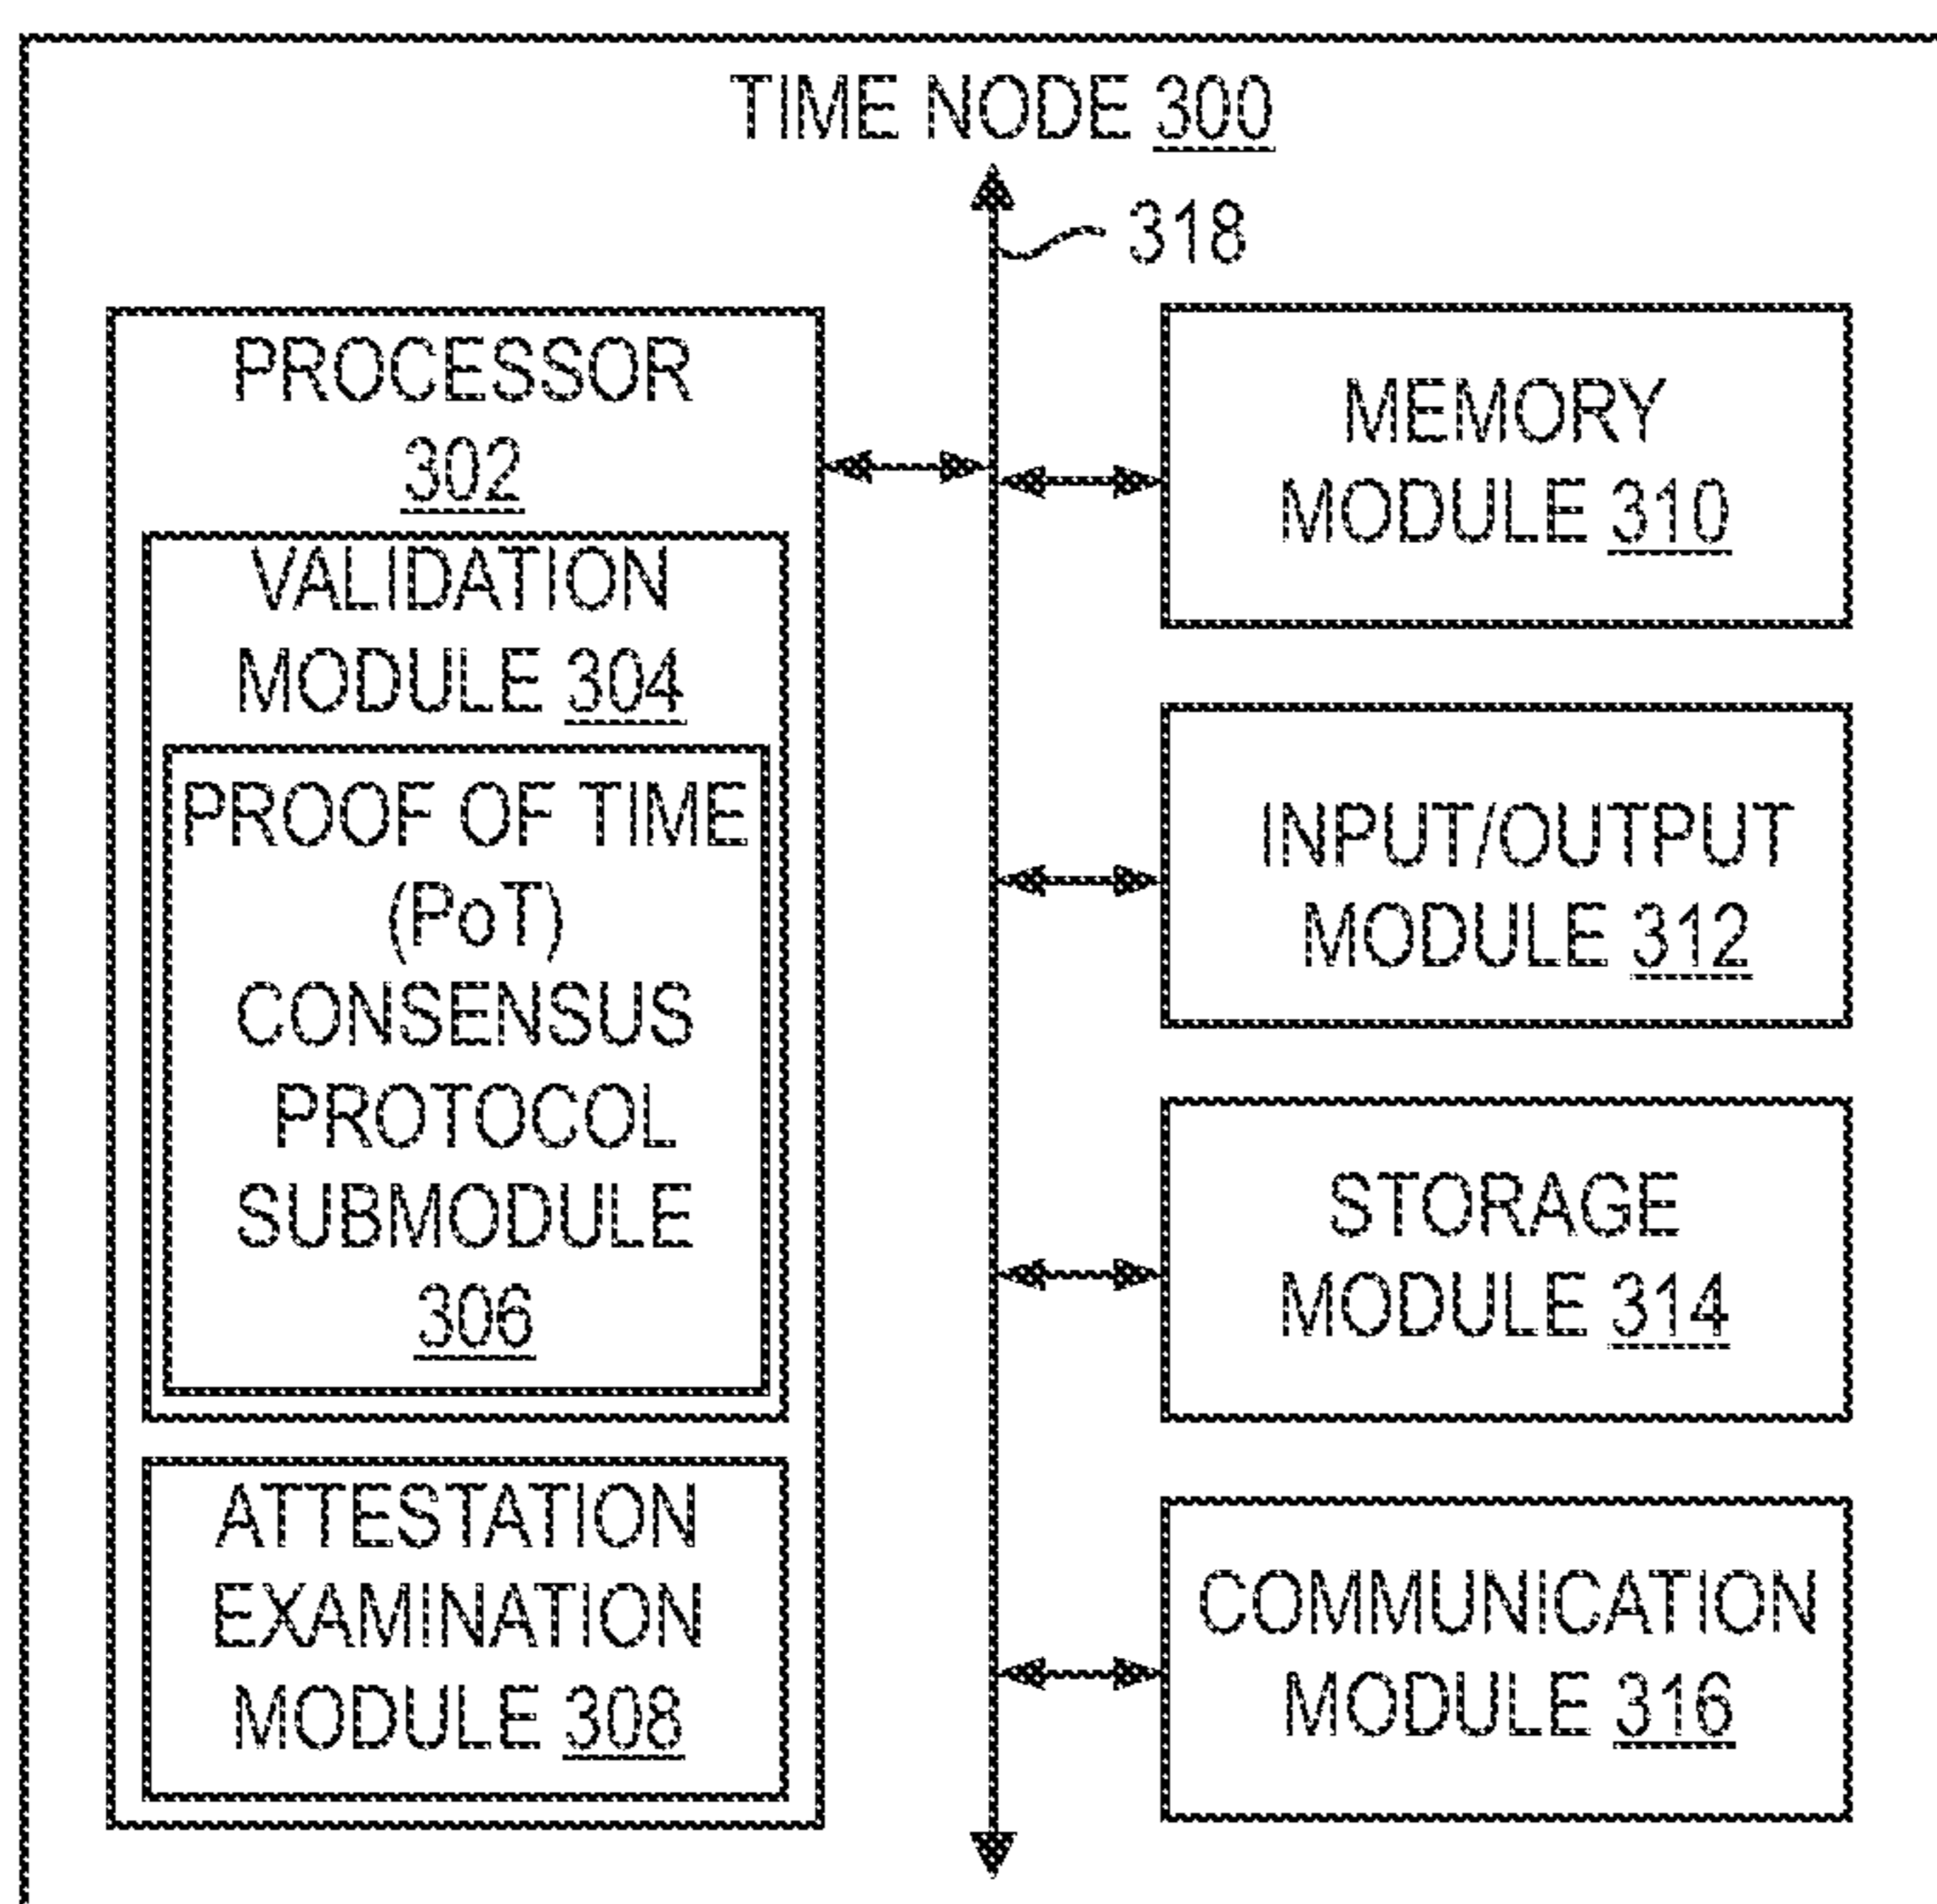 TIME NODE 300
318
PROCESSOR
302
VALIDATION
MODULE 304
PROOF OF TIME
(PoT)
CONSENSUS
PROTOCOL
SUBMODULE
306
ATTESTATION
EXAMINATION
MODULE 308
MEMORY
MODULE 310
INPUT/OUTPUT
MODULE 312
STORAGE
MODULE 314
COMMUNICATION
MODULE 316